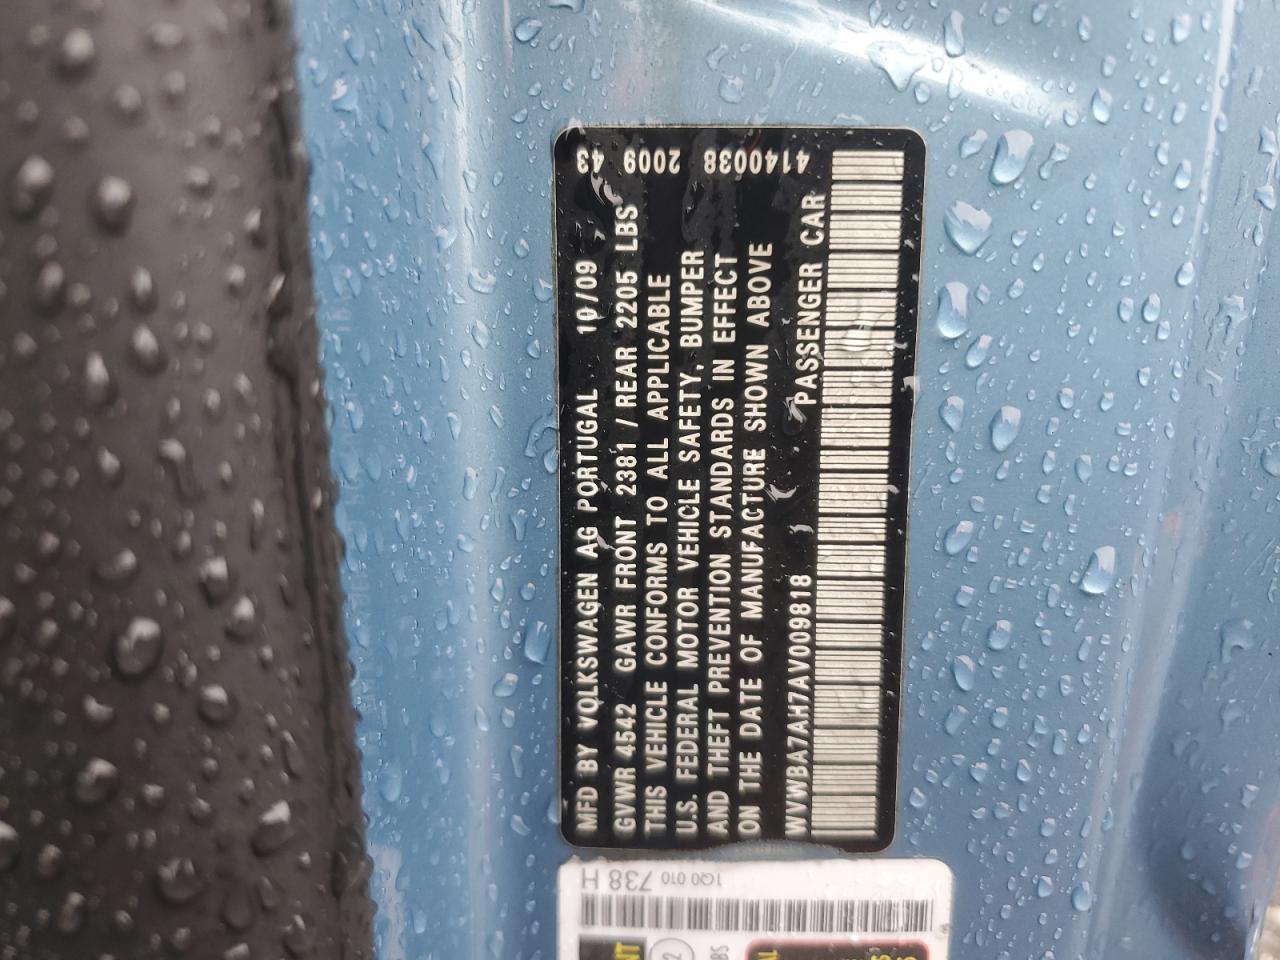 MFD BY VOLKSWAGEN AG PORTUGAL 10/09
GVWR 4542 GAWR FRONT 2381 / REAR 2205 LBS
THIS VEHICLE CONFORMS TO ALL APPLICABLE
U.S. FEDERAL MOTOR VEHICLE SAFETY, BUMPER
AND THEFT PREVENTION STANDARDS IN EFFECT
ON THE DATE OF MANUFACTURE SHOWN ABOVE
WVWBA7AH7AV009818 PASSENGER CAR
43 2009 4140038
1Q0 010 738 H